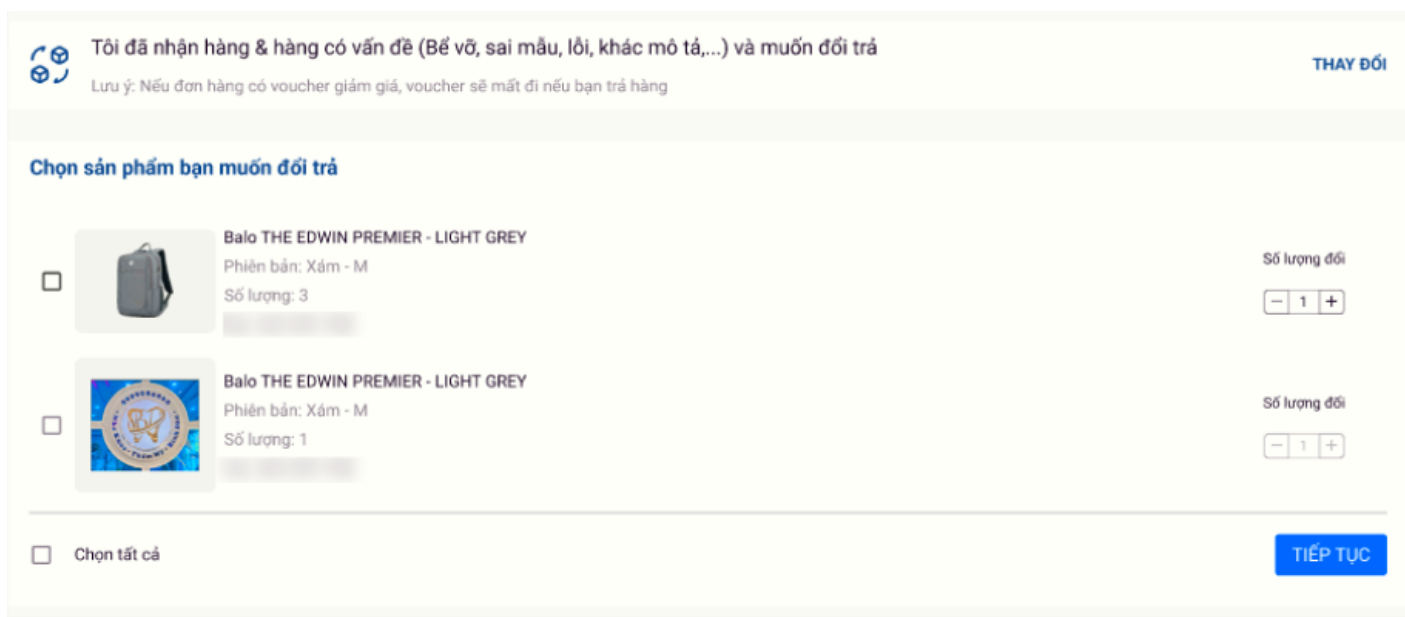 Tôi đã nhận hàng & hàng có vấn đề (Bể vỡ, sai mẫu, lỗi, khác mô tả,...) và muốn đổi trả
THAY ĐỔI
Lưu ý: Nếu đơn hàng có voucher giảm giá, voucher sẽ mất đi nếu bạn trả hàng
Chọn sản phẩm bạn muốn đổi trả
Balo THE EDWIN PREMIER - LIGHT GREY
Phiên bản: Xám - M
Số lượng: 3
Số lượng đổi
1
Balo THE EDWIN PREMIER - LIGHT GREY
Phiên bản: Xám - M
Số lượng: 1
Số lượng đổi
1
Chọn tất cả
TIẾP TỤC